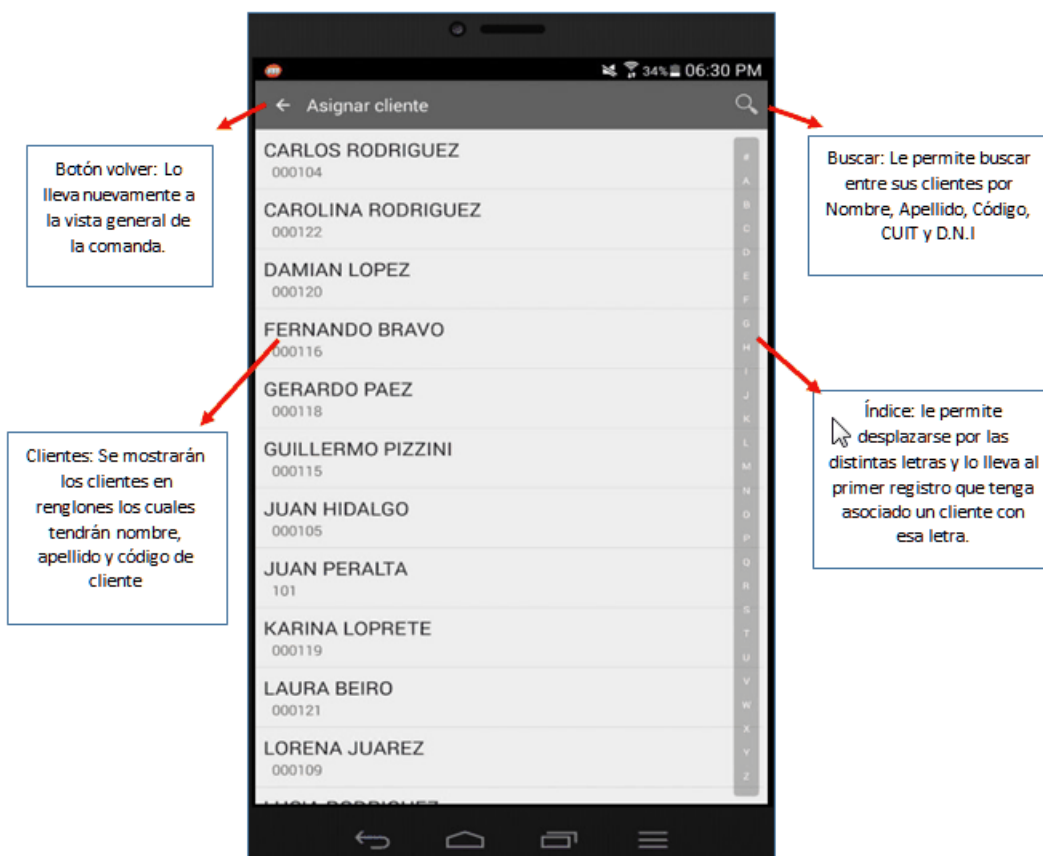 34% 06:30 PM
Asignar cliente
CARLOS RODRIGUEZ
000104
CAROLINA RODRIGUEZ
000122
DAMIAN LOPEZ
000120
FERNANDO BRAVO
000116
GERARDO PAEZ
000118
GUILLERMO PIZZINI
000115
JUAN HIDALGO
000105
JUAN PERALTA
101
KARINA LOPRETE
000119
LAURA BEIRO
000121
LORENA JUAREZ
000109
#
A
B
C
D
E
F
G
H
I
J
K
L
M
N
O
P
Q
R
S
T
U
V
W
X
Y
Z
Botón volver: Lo
lleva nuevamente a
la vista general de
la comanda.
Clientes: Se mostrarán
los clientes en
renglones los cuales
tendrán nombre,
apellido y código de
cliente
Buscar: Le permite buscar
entre sus clientes por
Nombre, Apellido, Código,
CUIT y D.N.I
Índice: le permite
desplazarse por las
distintas letras y lo lleva al
primer registro que tenga
asociado un cliente con
esa letra.